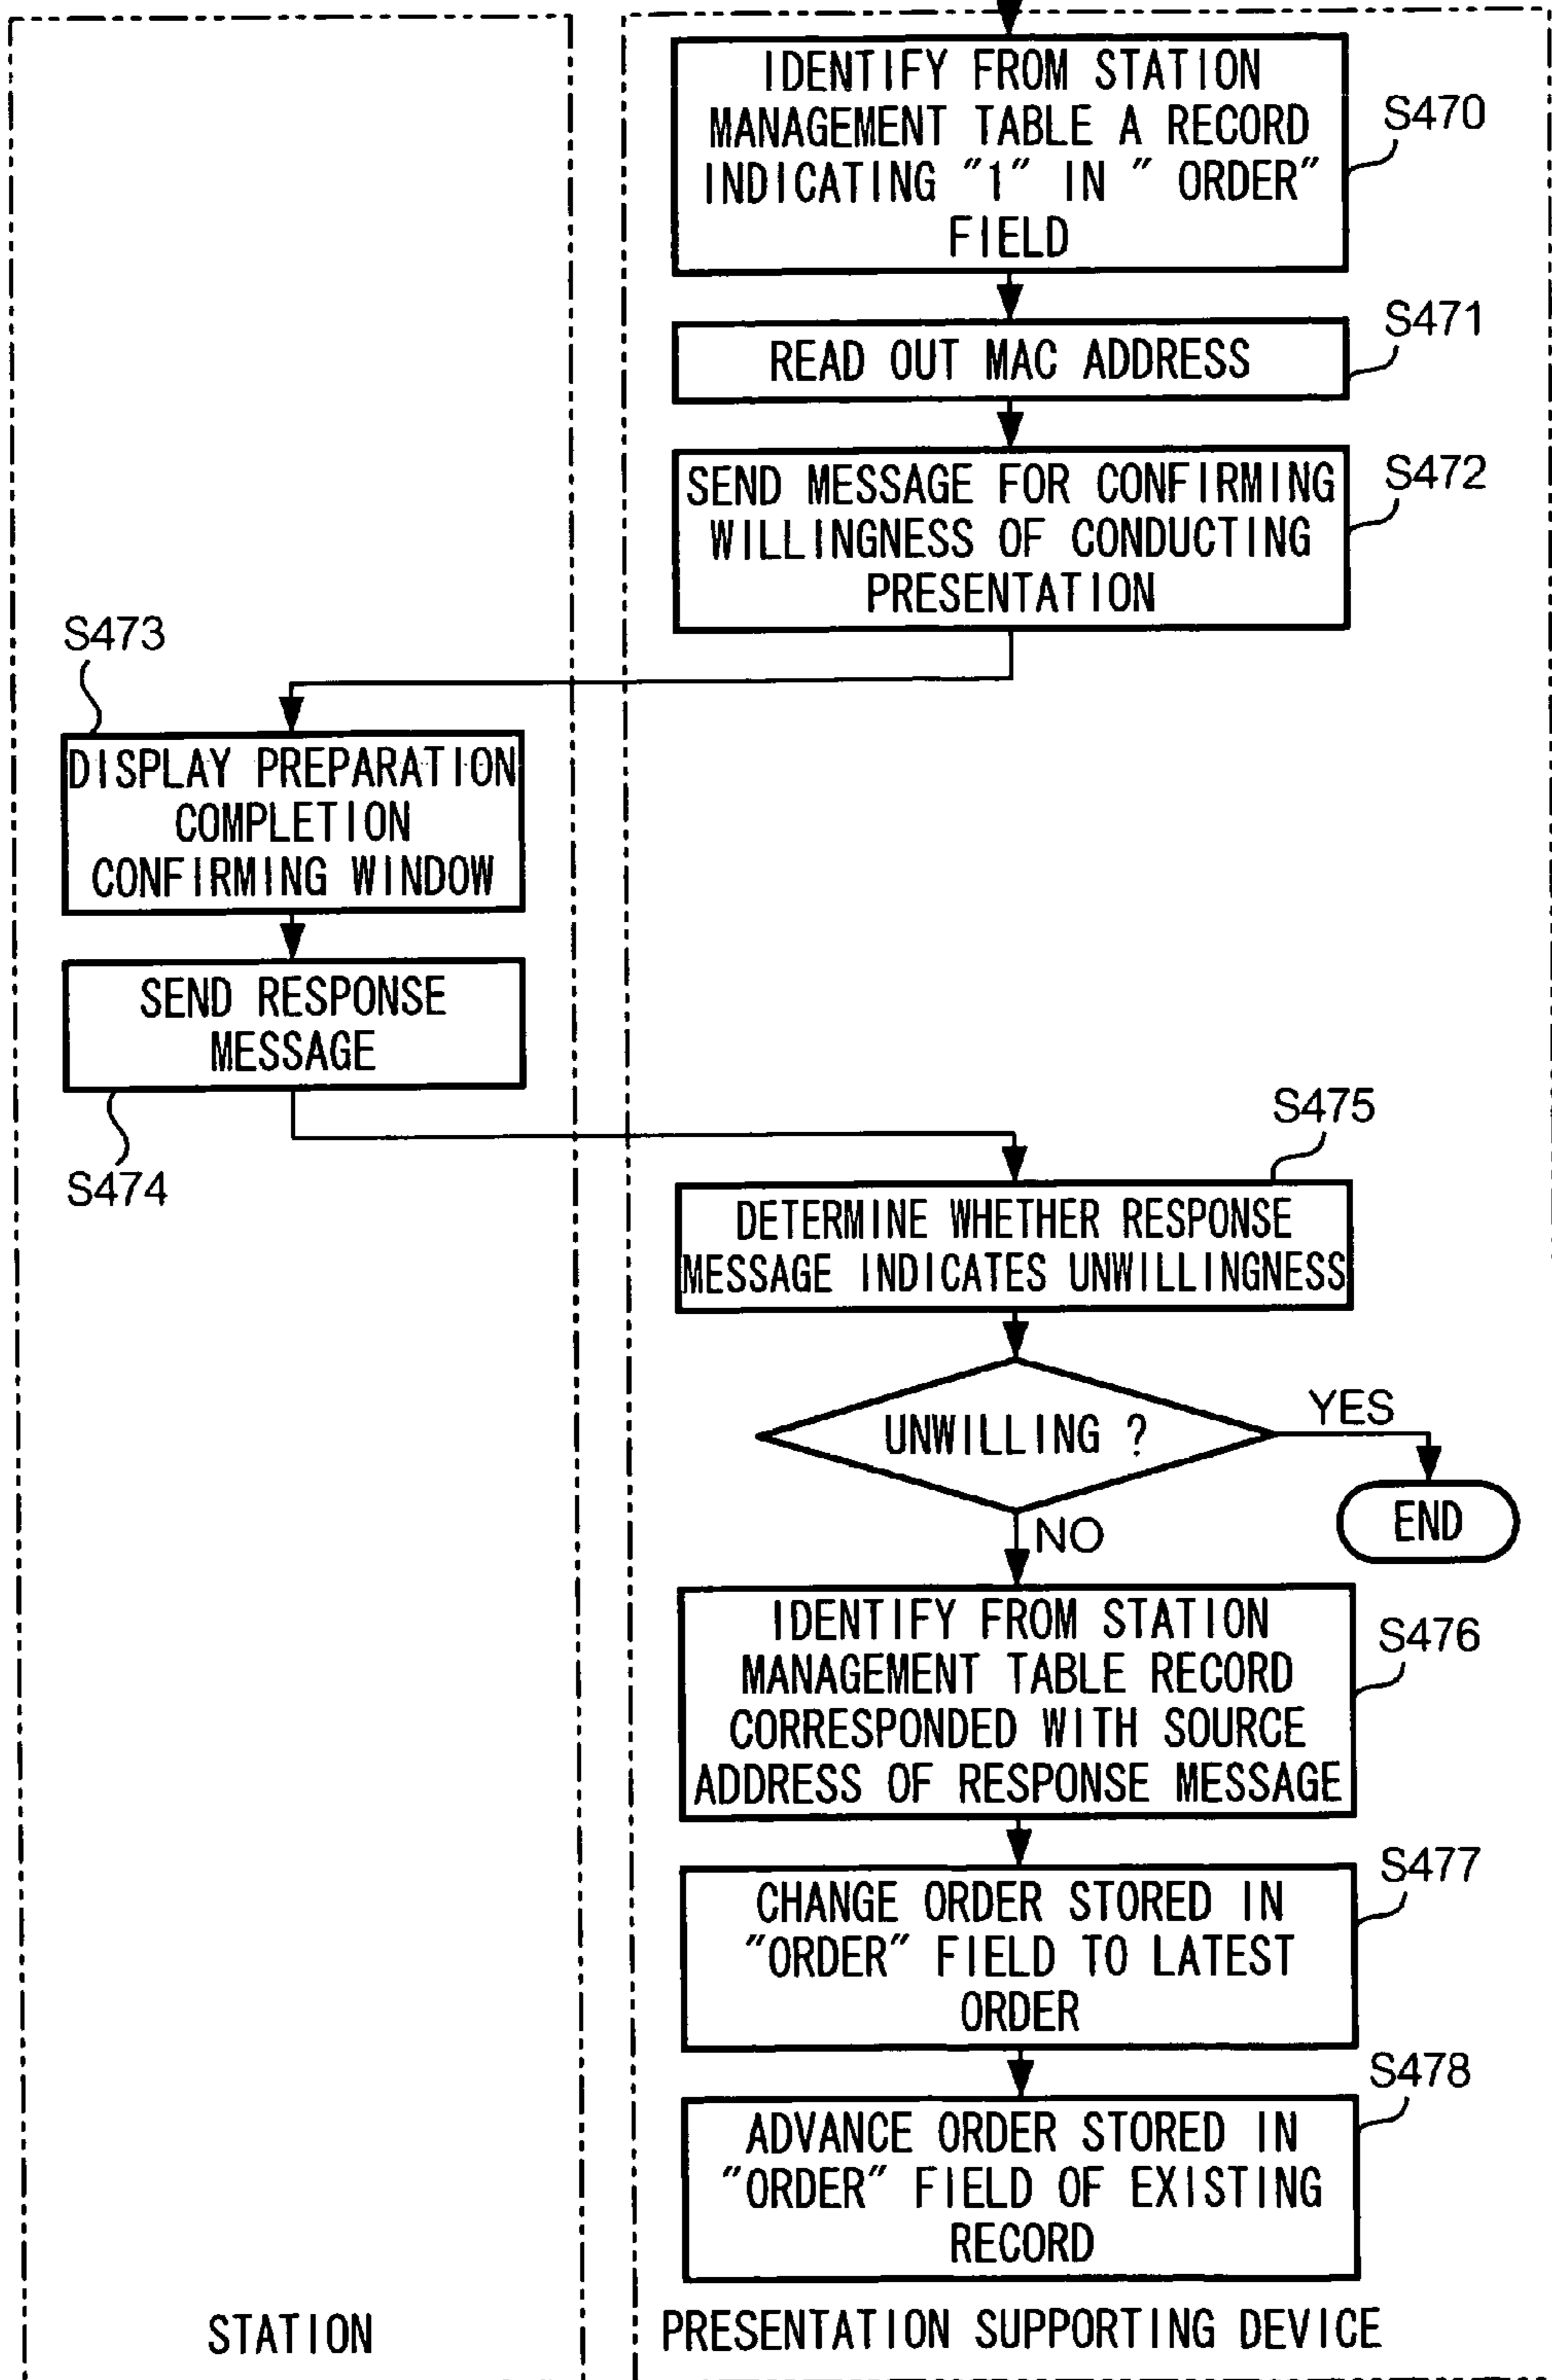 IDENTIFY FROM STATION
MANAGEMENT TABLE A RECORD
INDICATING "1" IN " ORDER"
FIELD
S470
READ OUT MAC ADDRESS
S471
SEND MESSAGE FOR CONFIRMING
WILLINGNESS OF CONDUCTING
PRESENTATION
S472
S473
DISPLAY PREPARATION
COMPLETION
CONFIRMING WINDOW
SEND RESPONSE
MESSAGE
S474
S475
DETERMINE WHETHER RESPONSE
MESSAGE INDICATES UNWILLINGNESS
UNWILLING ?
YES
END
NO
IDENTIFY FROM STATION
MANAGEMENT TABLE RECORD
CORRESPONDED WITH SOURCE
ADDRESS OF RESPONSE MESSAGE
S476
CHANGE ORDER STORED IN
"ORDER" FIELD TO LATEST
ORDER
S477
ADVANCE ORDER STORED IN
"ORDER" FIELD OF EXISTING
RECORD
S478
STATION
PRESENTATION SUPPORTING DEVICE